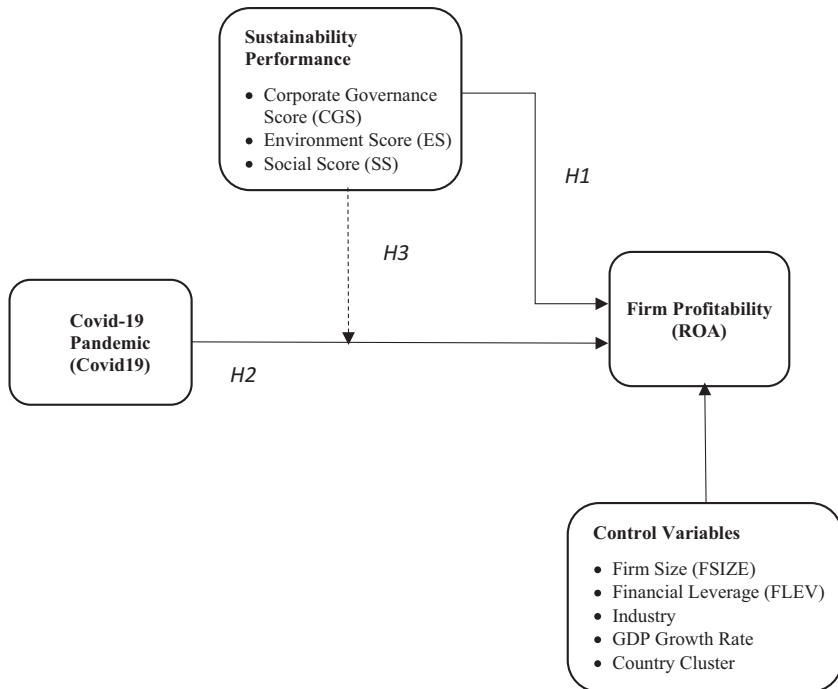 Sustainability
Performance
• Corporate Governance
Score (CGS)
• Environment Score (ES)
• Social Score (SS)
H1
H3
Covid-19
Pandemic
(Covid19)
H2
Firm Profitability
(ROA)
Control Variables
• Firm Size (FSIZE)
• Financial Leverage (FLEV)
• Industry
• GDP Growth Rate
• Country Cluster